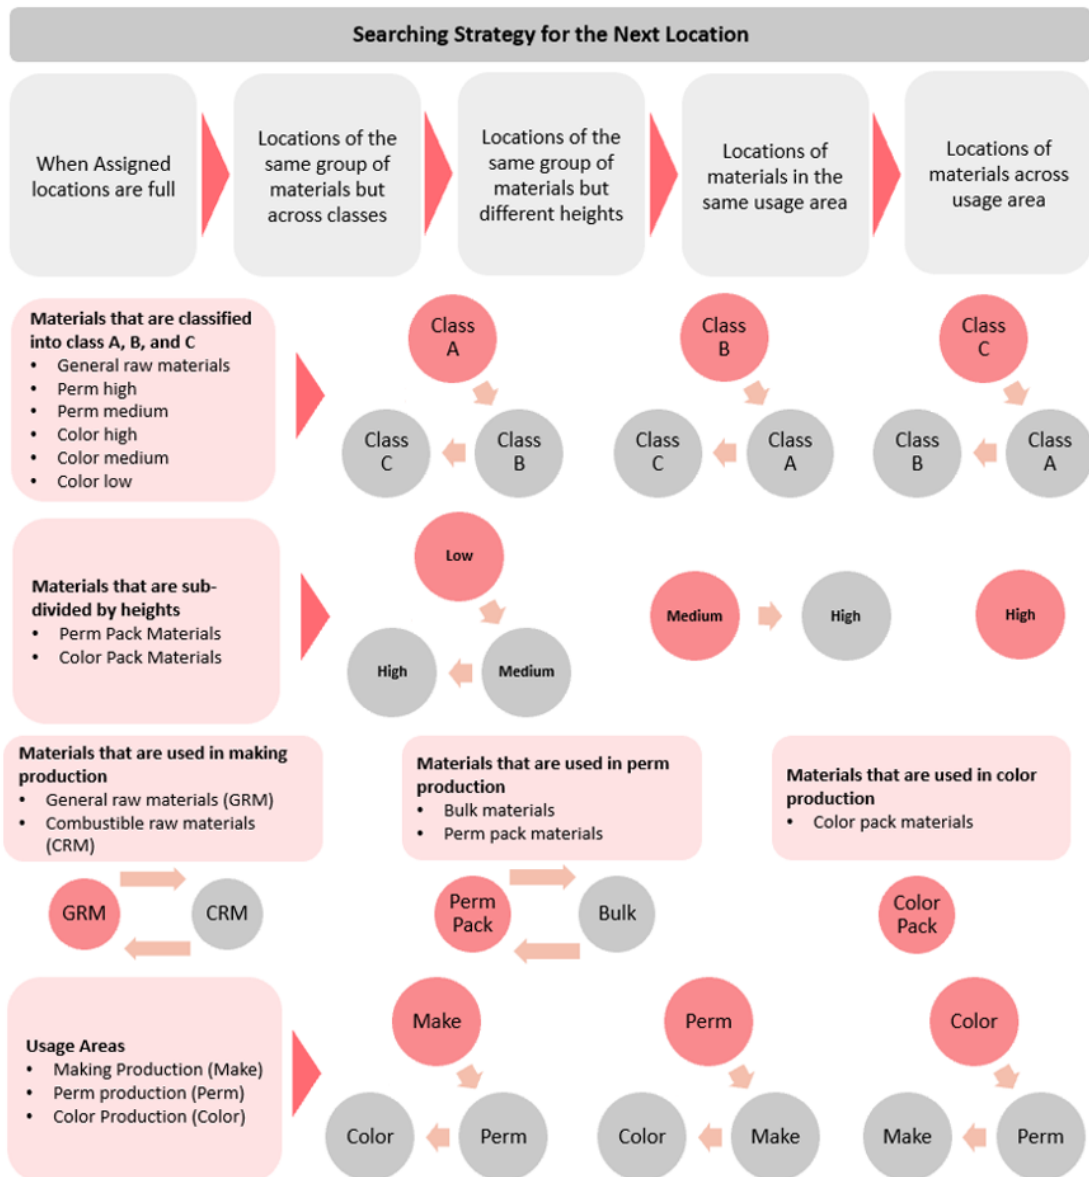 Searching Strategy for the Next Location
When Assigned
locations are full
Locations of the
same group of
materials but
across classes
Locations of the
same group of
materials but
different heights
Locations of
materials in the
same usage area
Locations of
materials across
usage area
Materials that are classified
into class A, B, and C
• General raw materials
• Perm high
• Perm medium
• Color high
• Color medium
• Color low
Class
A
Class
B
Class
C
Class
B
Class
A
Class
C
Class
C
Class
A
Class
B
Materials that are sub-
divided by heights
• Perm Pack Materials
• Color Pack Materials
Low
Medium
High
Medium
High
High
Materials that are used in making
production
• General raw materials (GRM)
• Combustible raw materials
(CRM)
Materials that are used in perm
production
• Bulk materials
• Perm pack materials
Materials that are used in color
production
• Color pack materials
GRM
CRM
Perm
Pack
Bulk
Color
Pack
Usage Areas
• Making Production (Make)
• Perm production (Perm)
• Color Production (Color)
Make
Perm
Color
Perm
Make
Color
Color
Perm
Make